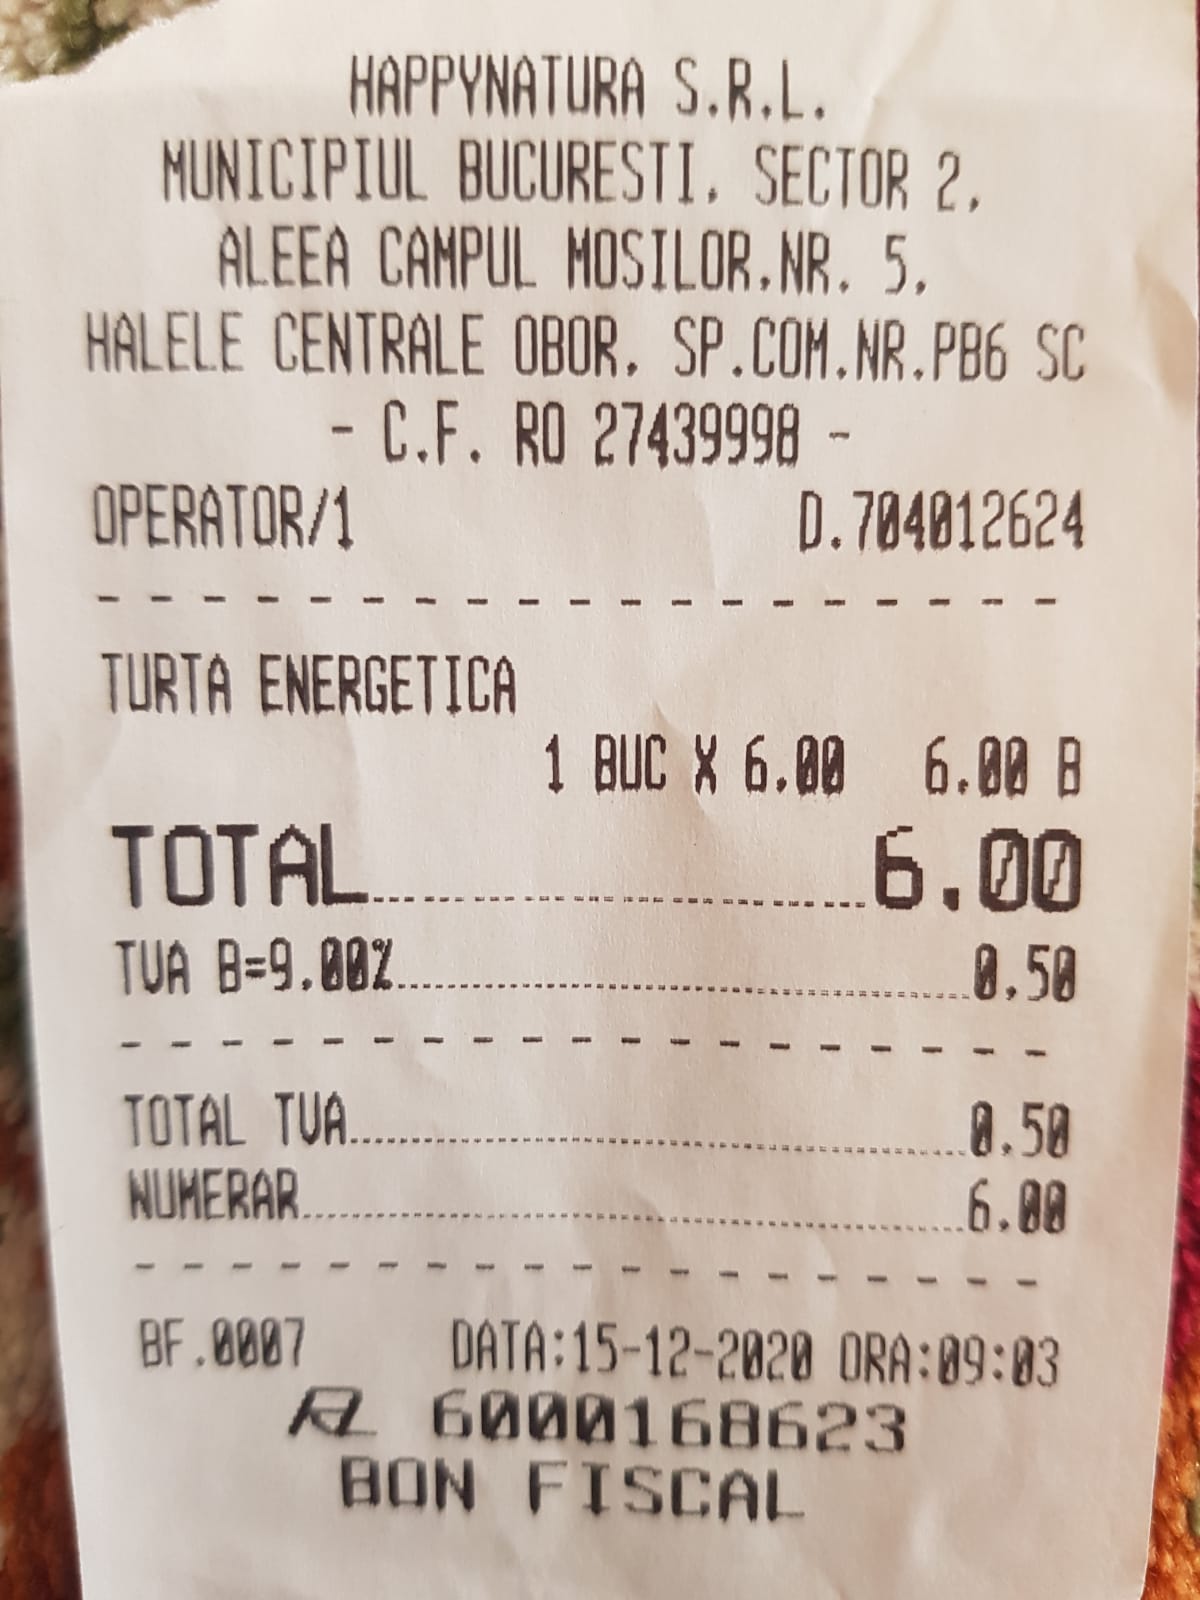 HAPPYNATURA S.R.L.
MUNICIPIUL BUCURESTI, SECTOR 2,
ALEEA CAMPUL MOSILOR,NR. 5,
HALELE CENTRALE OBOR, SP.COM.NR.PB6 SC
- C.F. RO 27439998 -
OPERATOR/1 D.704012624
TURTA ENERGETICA
1 BUC X 6.00 6.00 B
TOTAL 6.00
TVA B=9.00% 0.50
TOTAL TVA 0.50
NUMERAR 6.00
BF.0007 DATA:15-12-2020 ORA:09:03
6000168623
BON FISCAL